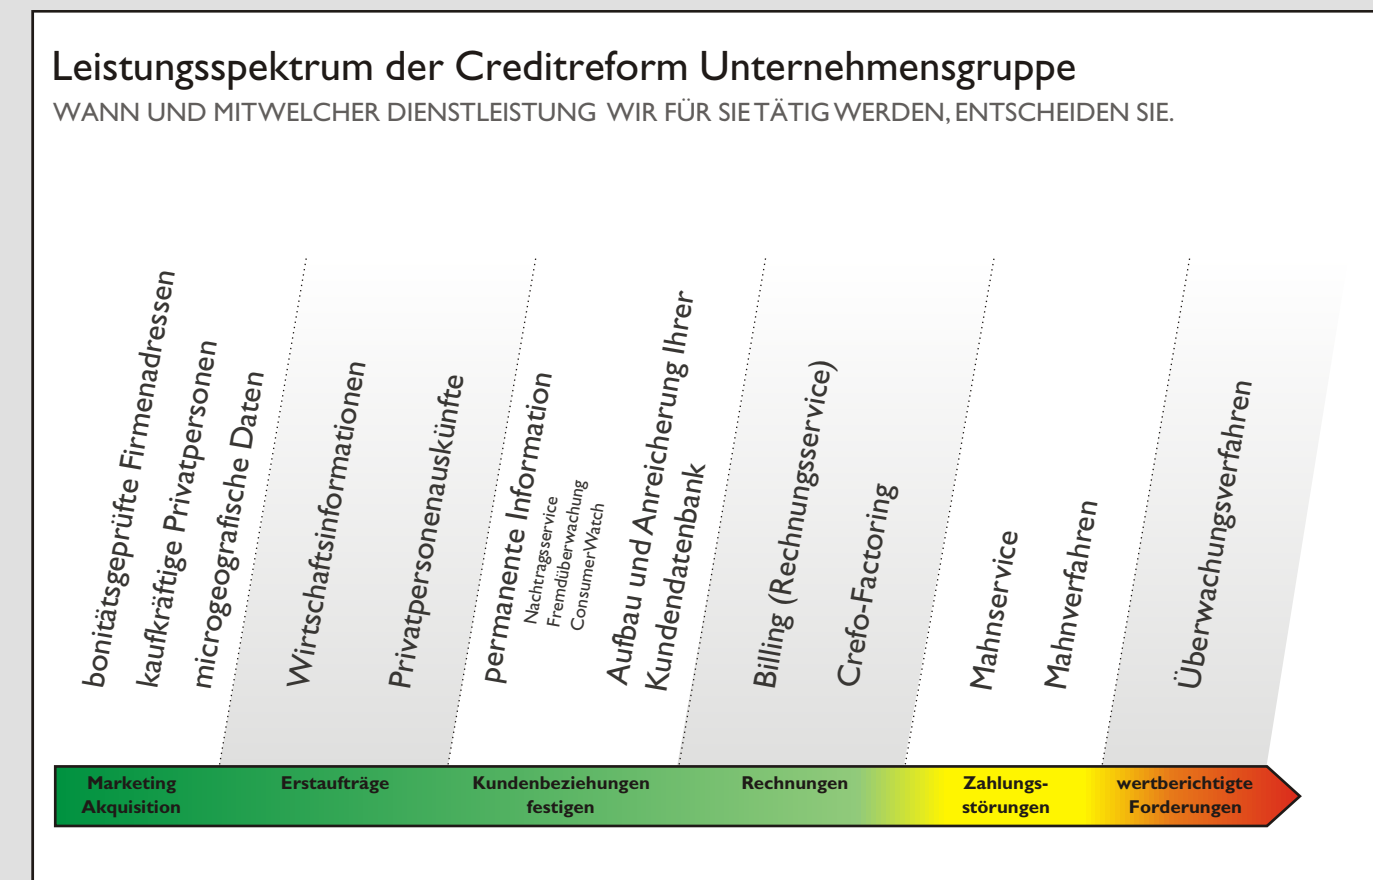 Leistungsspektrum der Creditreform Unternehmensgruppe
WANN UND MITWELCHER DIENSTLEISTUNG WIR FÜR SIE TÄTIG WERDEN, ENTSCHEIDEN SIE.
bonitätsgeprüfte Firmenadressen
kaufkräftige Privatpersonen
microgeografische Daten
Wirtschaftsinformationen
Privatpersonenauskünfte
permanente Information
Nachtragsservice
Fremdüberwachung
ConsumerWatch
Aufbau und Anreicherung Ihrer
Kundendatenbank
Billing (Rechnungsservice)
Crefo-Factoring
Mahnservice
Mahnverfahren
Überwachungsverfahren
Marketing
Akquisition
Erstaufträge
Kundenbeziehungen
festigen
Rechnungen
Zahlungs-
störungen
wertberichtigte
Forderungen